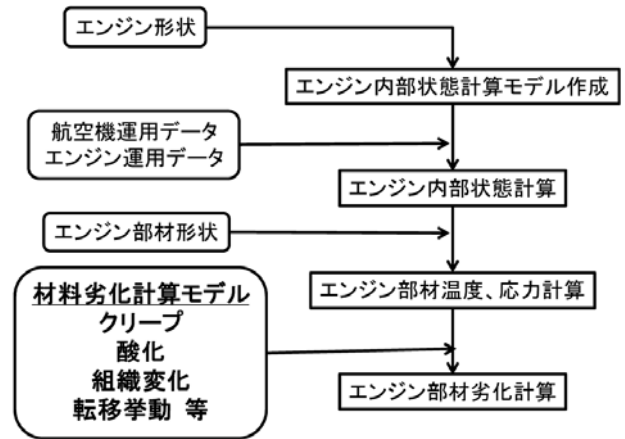 エンジン形状
エンジン内部状態計算モデル作成
航空機運用データ
エンジン運用データ
エンジン内部状態計算
エンジン部材形状
エンジン部材温度、応力計算
材料劣化計算モデル
クリープ
酸化
組織変化
転移挙動 等
エンジン部材劣化計算